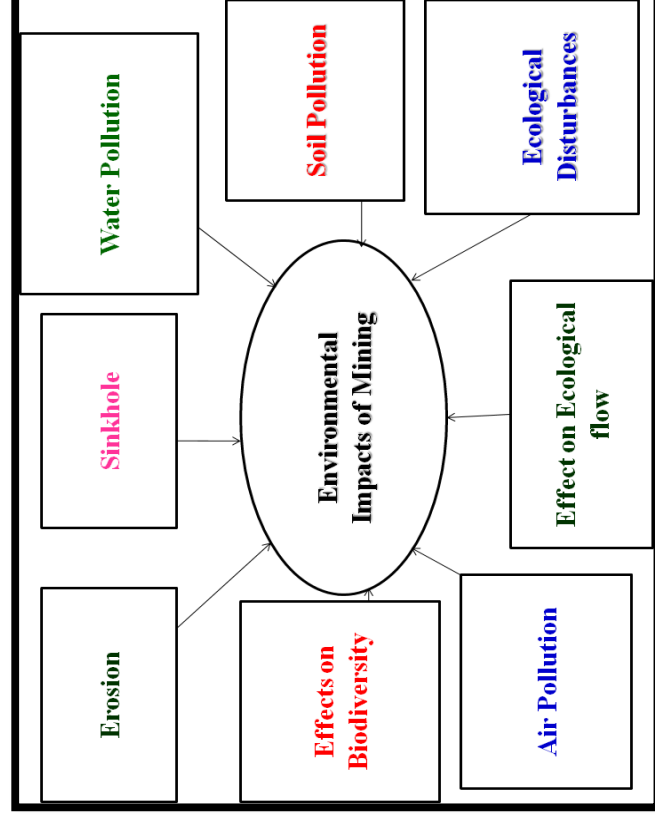 Erosion
Sinkhole
Water Pollution
Effects on
Biodiversity
Environmental
Impacts of Mining
Soil Pollution
Air Pollution
Effect on Ecological
flow
Ecological
Disturbances